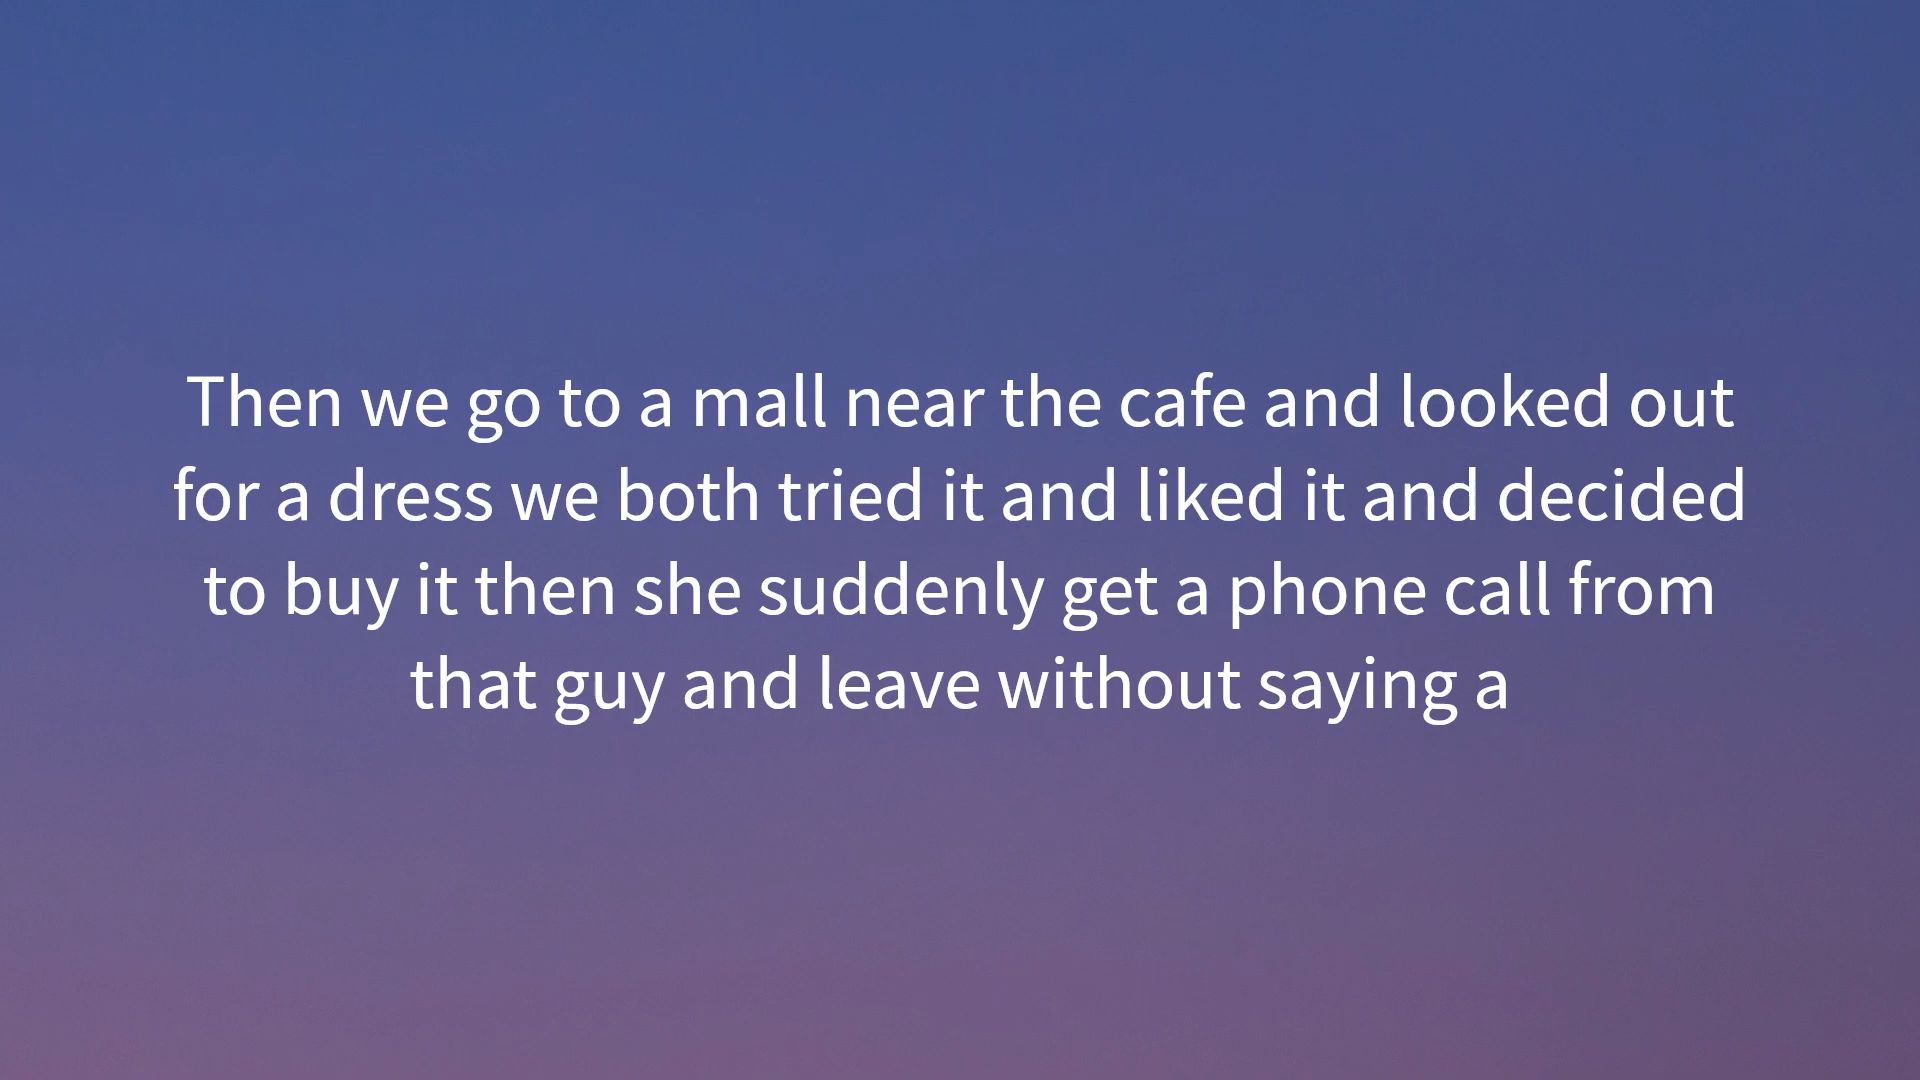 Then we go to a mall near the cafe and looked out
for a dress we both tried it and liked it and decided
to buy it then she suddenly get a phone call from
that guy and leave without saying a